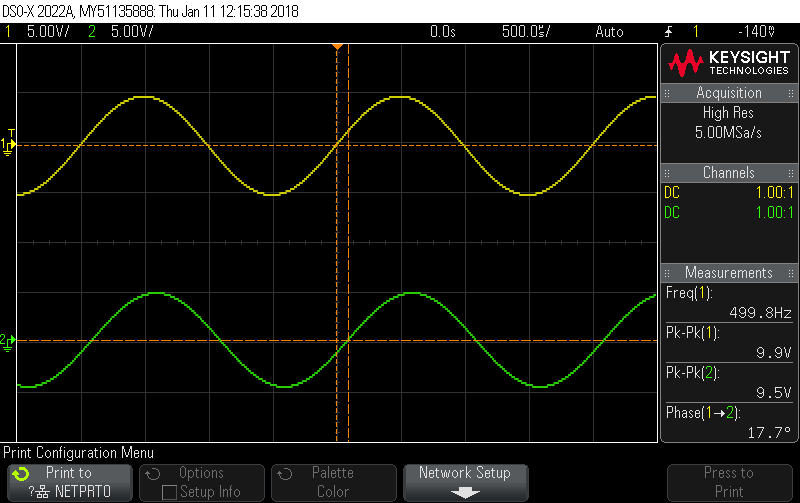 DSO-X 2022A, MY51135888: Thu Jan 11 12:15:38 2018
1 5.00V/ 2 5.00V/ 0.0s 500.0µs/ Auto 1 -140mV
KEYSIGHT
TECHNOLOGIES
Acquisition
High Res
5.00MSa/s
Channels
DC 1.00:1
DC 1.00:1
Measurements
Freq(1):
499.8Hz
Pk-Pk(1):
9.9V
Pk-Pk(2):
9.5V
Phase(1→2):
17.7°
T
1
2
Print Configuration Menu
Print to
? NETPRT0
Options
Setup Info
Palette
Color
Network Setup
Press to
Print